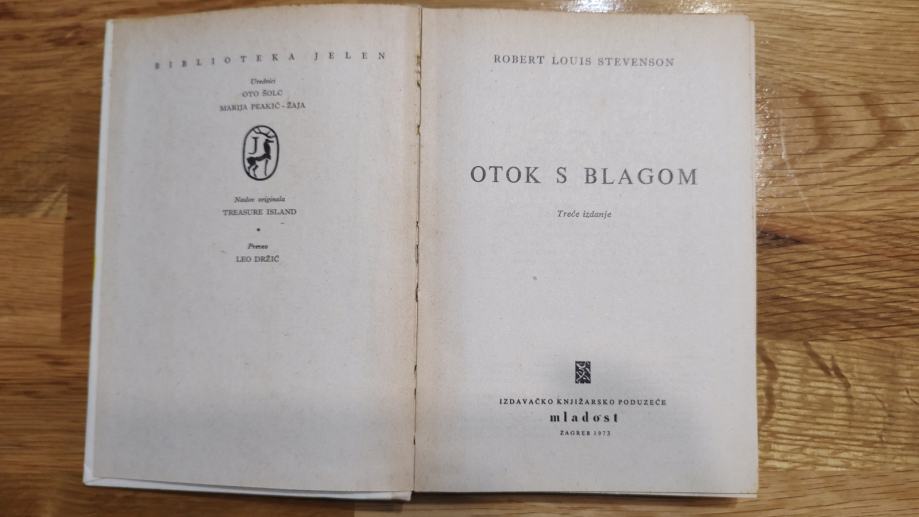 BIBLIOTEKA JELEN
Urednici
OTO ŠOLC
MARIJA PEAKIĆ-ŽAJA
J
Naslov originala
TREASURE ISLAND
*
Preveo
LEO DRŽIĆ
ROBERT LOUIS STEVENSON
OTOK S BLAGOM
Treće izdanje
IZDAVAČKO KNJIŽARSKO PODUZEĆE
mladost
ZAGREB 1973